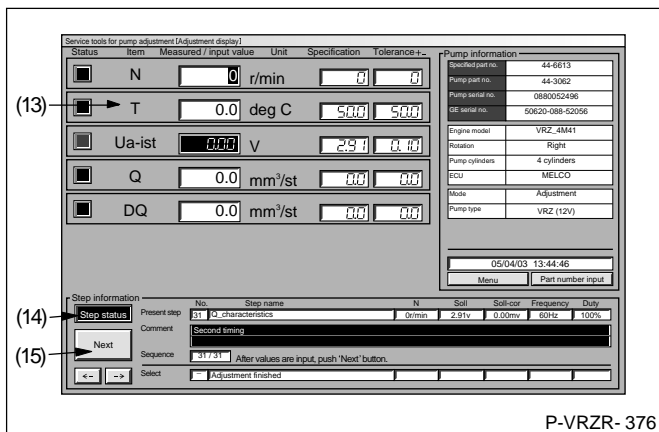 Service tools for pump adjustment [Adjustment display]
Status Item Measured / input value Unit Specification Tolerance+-
N 0 r/min 0 0
(13) T 0.0 deg C 50.0 50.0
Ua-ist 0.00 V 2.91 0.10
Q 0.0 mm³/st 0.0 0.0
DQ 0.0 mm³/st 0.0 0.0
Pump information
Specified part no. 44-6613
Pump part no. 44-3062
Pump serial no. 0880052496
GE serial no. 50620-088-52056
Engine model VRZ_4M41
Rotation Right
Pump cylinders 4 cylinders
ECU MELCO
Mode Adjustment
Pump type VRZ (12V)
05/04/03 13:44:46
Menu Part number input
Step information
No. Step name N Soll Soll-cor Frequency Duty
(14) Step status Present step 31 Q_characteristics 0r/min 2.91v 0.00mv 60Hz 100%
Comment Second timing
(15) Next
Sequence 31 / 31 After values are input, push 'Next' button.
<- -> Select – Adjustment finished
P-VRZR- 376